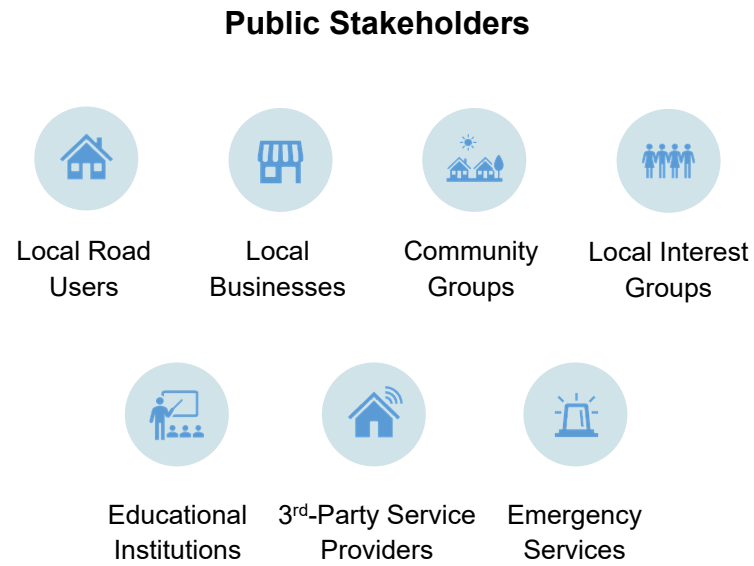 Public Stakeholders
Local Road
Users
Local
Businesses
Community
Groups
Local Interest
Groups
Educational
Institutions
3rd-Party Service
Providers
Emergency
Services